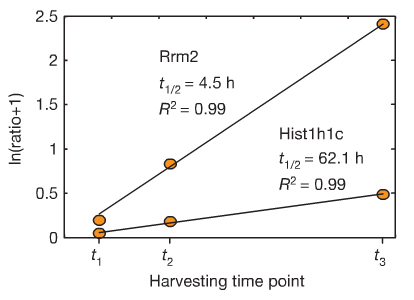 2.5
2
1.5
1
0.5
0
ln(ratio+1)
Rrm2
t1/2 = 4.5 h
R² = 0.99
Hist1h1c
t1/2 = 62.1 h
R² = 0.99
t1 t2 t3
Harvesting time point